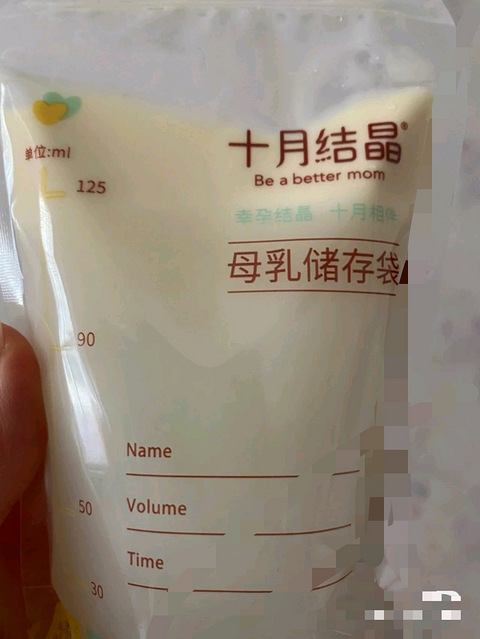 单位:ml
125
十月结晶®
Be a better mom
幸孕结晶 十月相伴
母乳储存袋
90
Name
Volume
50
Time
30